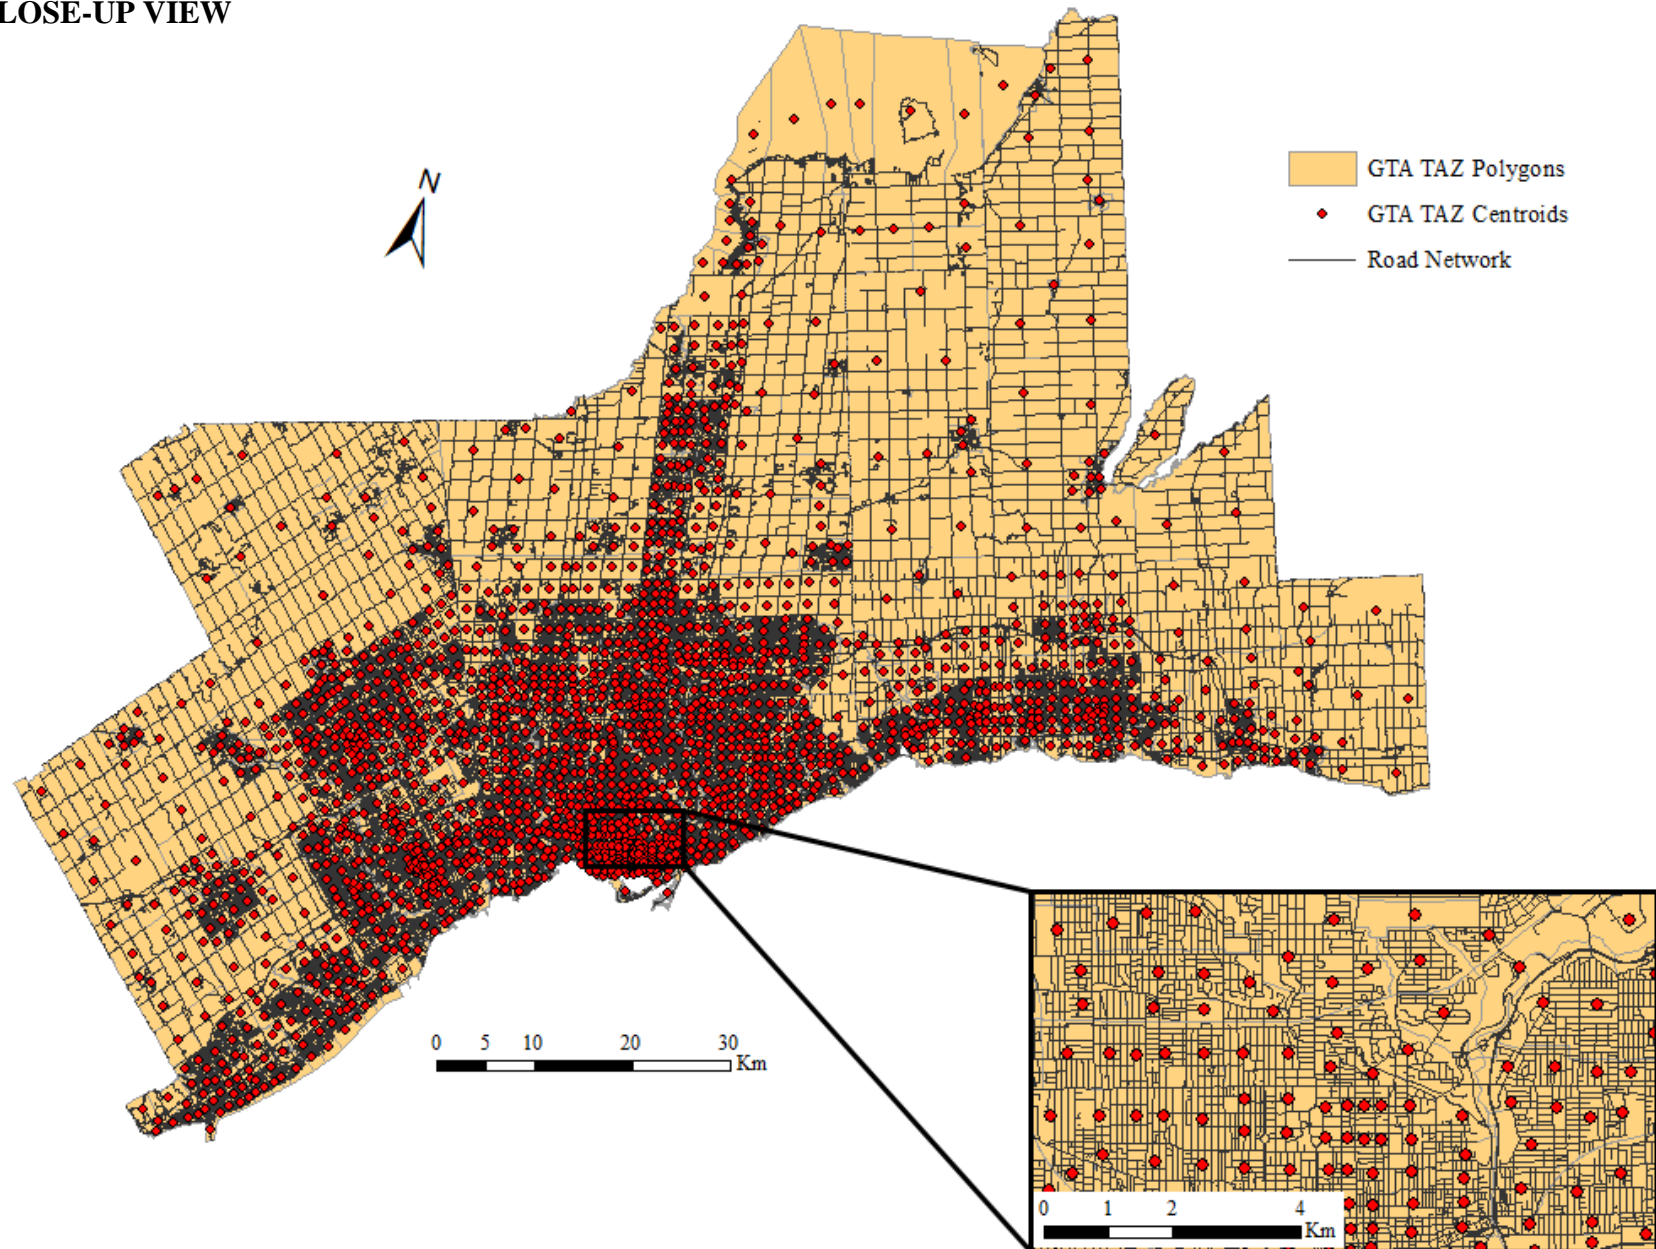 LOSE-UP VIEW
N
GTA TAZ Polygons
GTA TAZ Centroids
Road Network
0 5 10 20 30
Km
0 1 2 4
Km